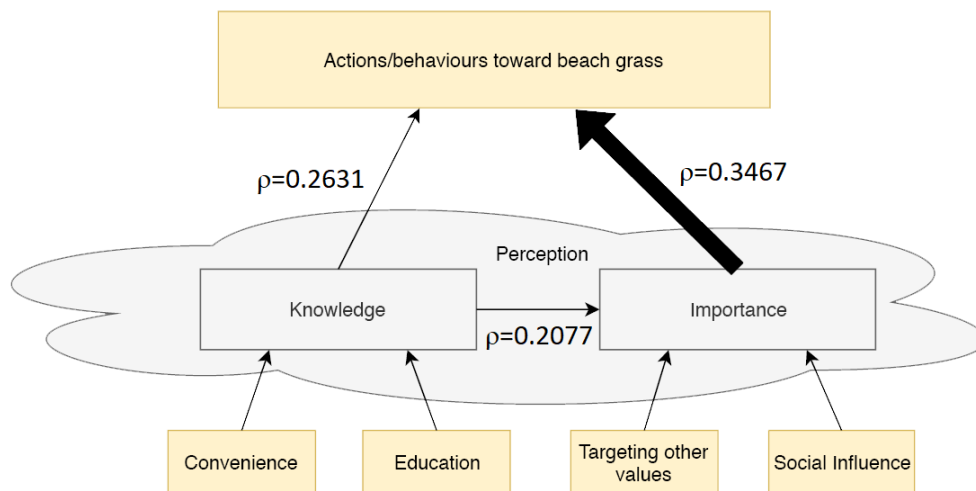 Actions/behaviours toward beach grass
ρ=0.2631
ρ=0.3467
Perception
Knowledge
Importance
ρ=0.2077
Convenience
Education
Targeting other
values
Social Influence